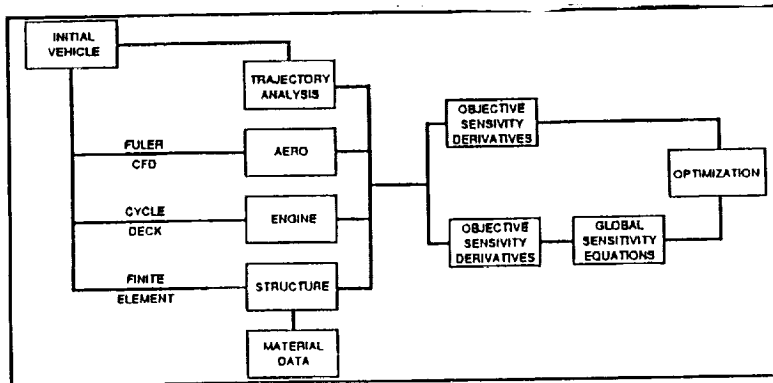 INITIAL
VEHICLE
TRAJECTORY
ANALYSIS
FULER
CFD
AERO
CYCLE
DECK
ENGINE
FINITE
ELEMENT
STRUCTURE
MATERIAL
DATA
OBJECTIVE
SENSIVITY
DERIVATIVES
OBJECTIVE
SENSIVITY
DERIVATIVES
GLOBAL
SENSITIVITY
EQUATIONS
OPTIMIZATION